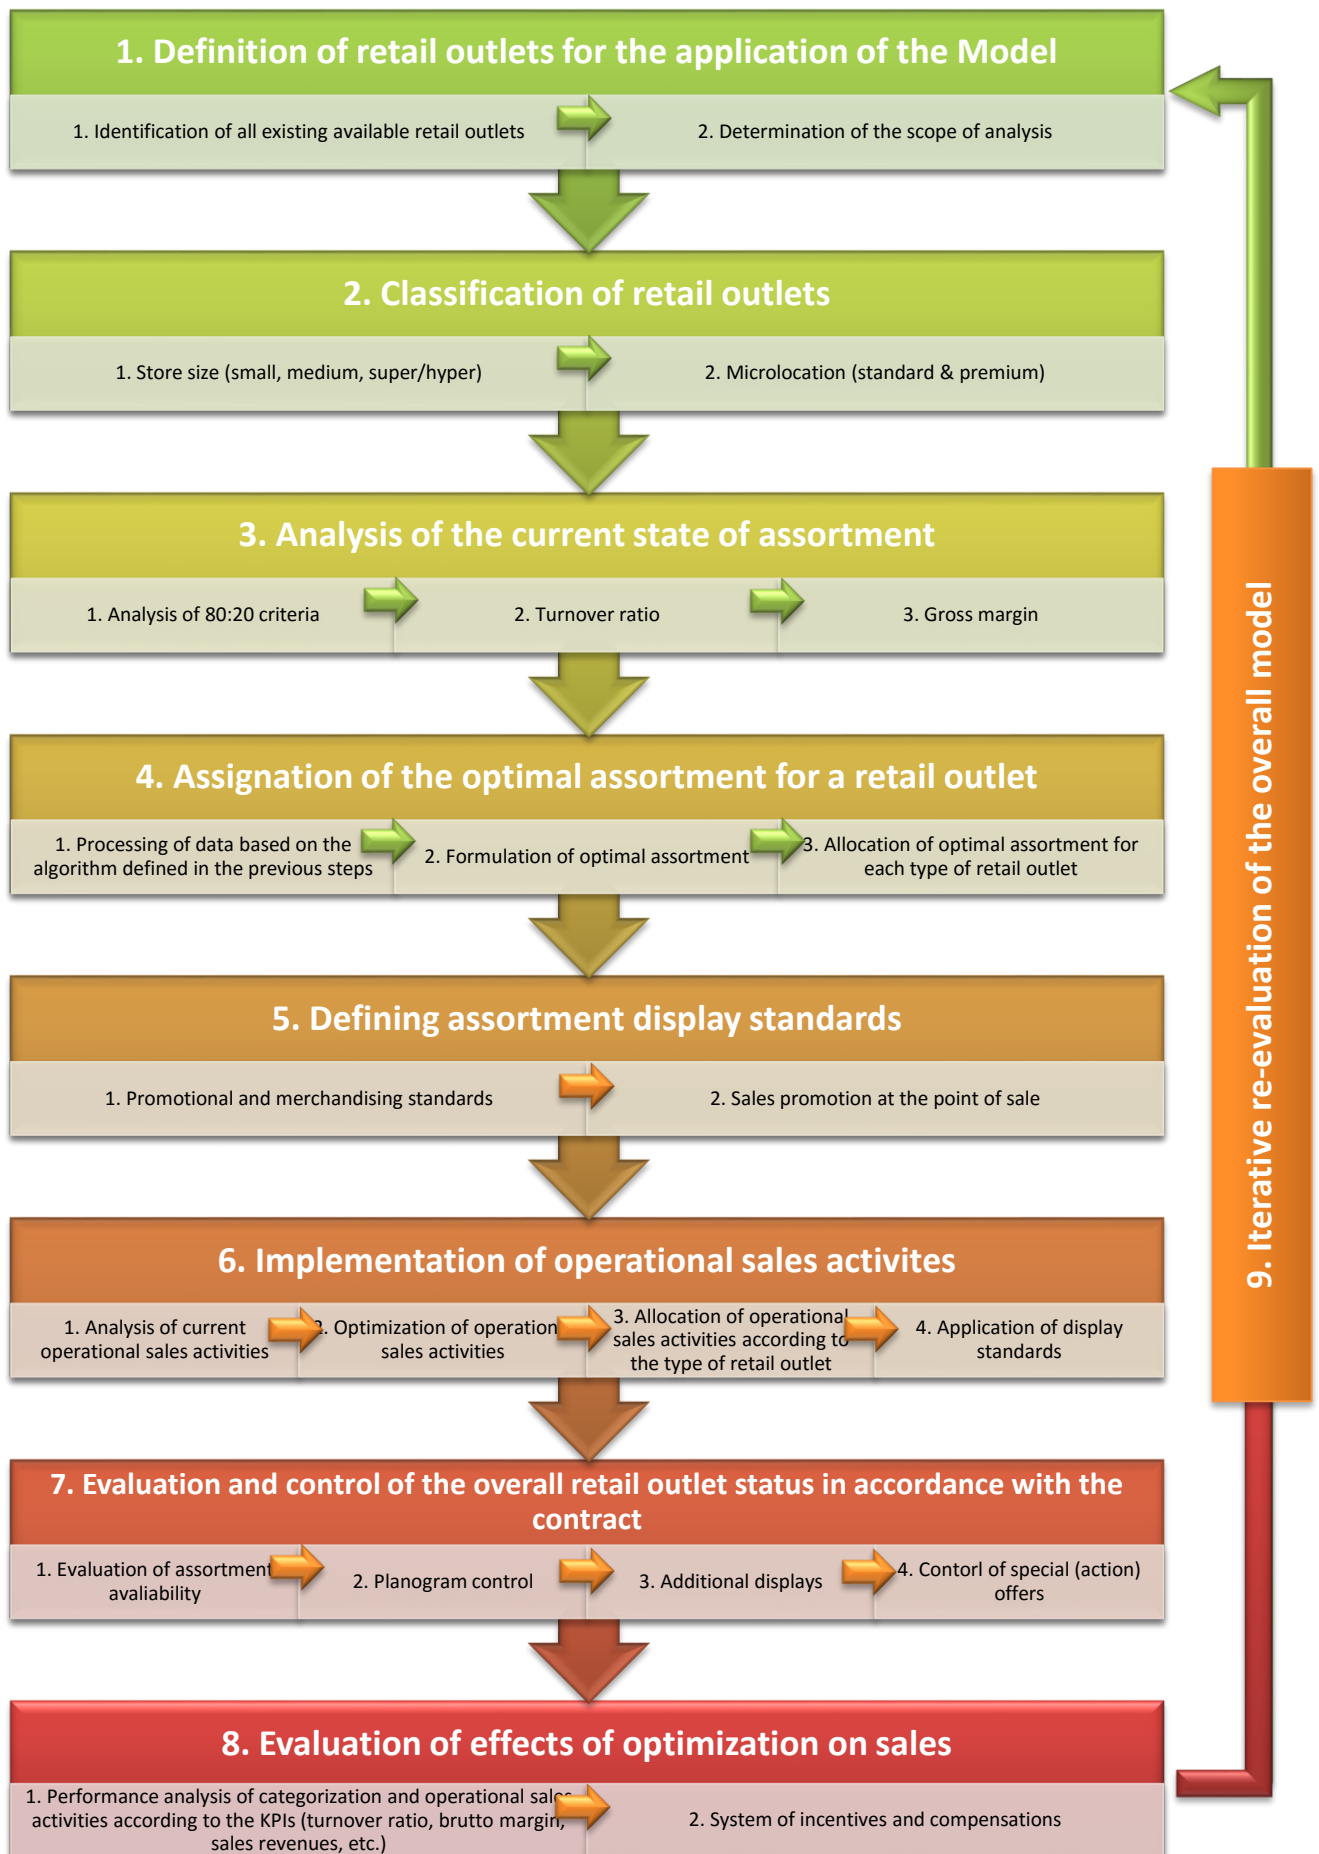 1. Definition of retail outlets for the application of the Model
1. Identification of all existing available retail outlets
2. Determination of the scope of analysis
2. Classification of retail outlets
1. Store size (small, medium, super/hyper)
2. Microlocation (standard & premium)
3. Analysis of the current state of assortment
1. Analysis of 80:20 criteria
2. Turnover ratio
3. Gross margin
4. Assignation of the optimal assortment for a retail outlet
1. Processing of data based on the
algorithm defined in the previous steps
2. Formulation of optimal assortment
3. Allocation of optimal assortment for
each type of retail outlet
5. Defining assortment display standards
1. Promotional and merchandising standards
2. Sales promotion at the point of sale
6. Implementation of operational sales activites
1. Analysis of current
operational sales activities
2. Optimization of operation
sales activities
3. Allocation of operational
sales activities according to
the type of retail outlet
4. Application of display
standards
7. Evaluation and control of the overall retail outlet status in accordance with the
contract
1. Evaluation of assortment
avaliability
2. Planogram control
3. Additional displays
4. Contorl of special (action)
offers
8. Evaluation of effects of optimization on sales
1. Performance analysis of categorization and operational sales
activities according to the KPIs (turnover ratio, brutto margin,
sales revenues, etc.)
2. System of incentives and compensations
9. Iterative re-evaluation of the overall model